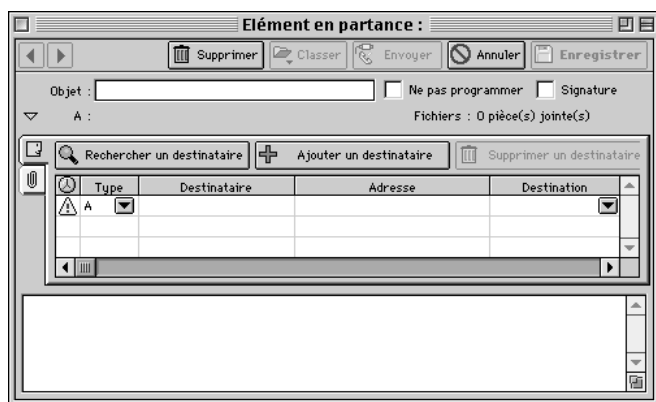 Elément en partance :
Supprimer Classer Envoyer Annuler Enregistrer
Objet : Ne pas programmer Signature
A : Fichiers : 0 pièce(s) jointe(s)
Rechercher un destinataire Ajouter un destinataire Supprimer un destinataire
Type Destinataire Adresse Destination
A